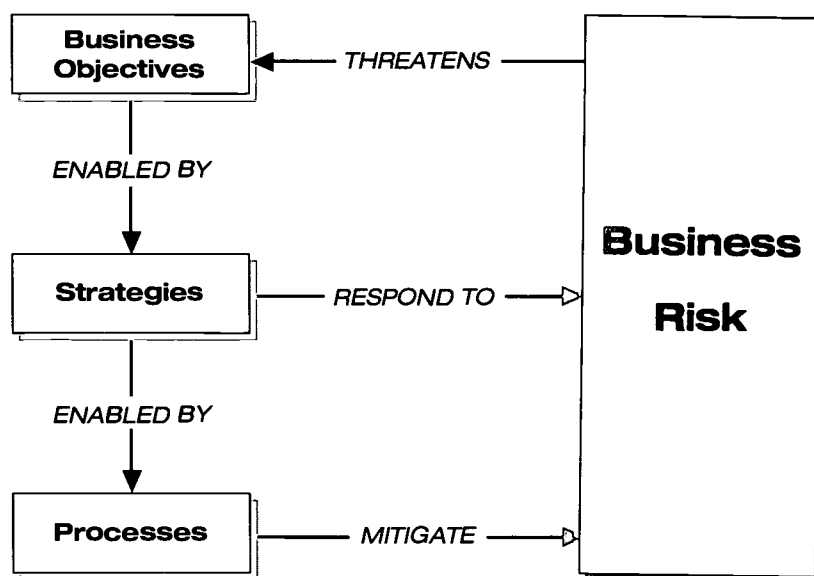 Business
Objectives
THREATENS
ENABLED BY
Strategies
RESPOND TO
Business
Risk
ENABLED BY
Processes
MITIGATE